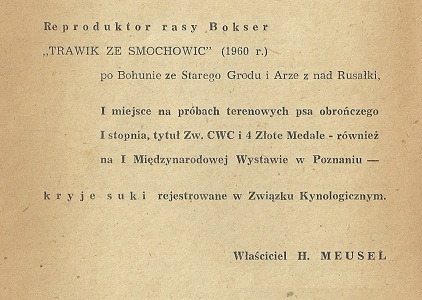 Reproduktor rasy Bokser
„TRAWIK ZE SMOCHOWIC" (1960 r.)
po Bohunie ze Starego Grodu i Arze z nad Rusałki,
I miejsce na próbach terenowych psa obrończego
I stopnia, tytuł Zw. CWC i 4 Złote Medale - również
na I Międzynarodowej Wystawie w Poznaniu —
kryje suki rejestrowane w Związku Kynologicznym.
Właściciel H. MEUSEL